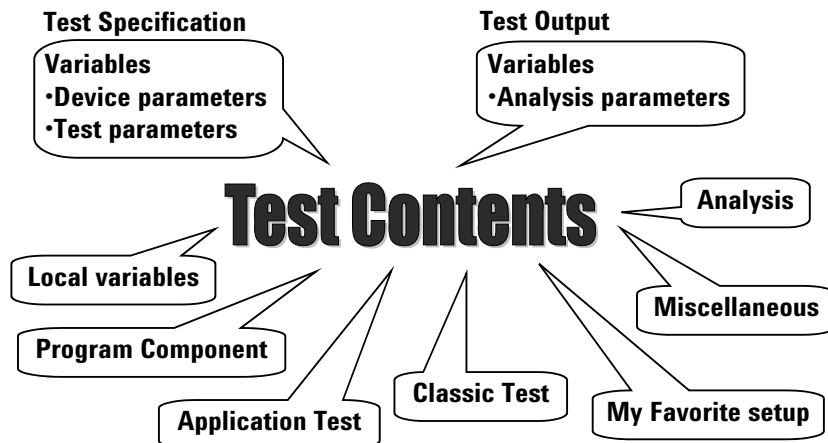 Test Specification
Test Output
Variables
•Device parameters
•Test parameters
Variables
•Analysis parameters
Test Contents
Analysis
Local variables
Miscellaneous
Program Component
Classic Test
Application Test
My Favorite setup